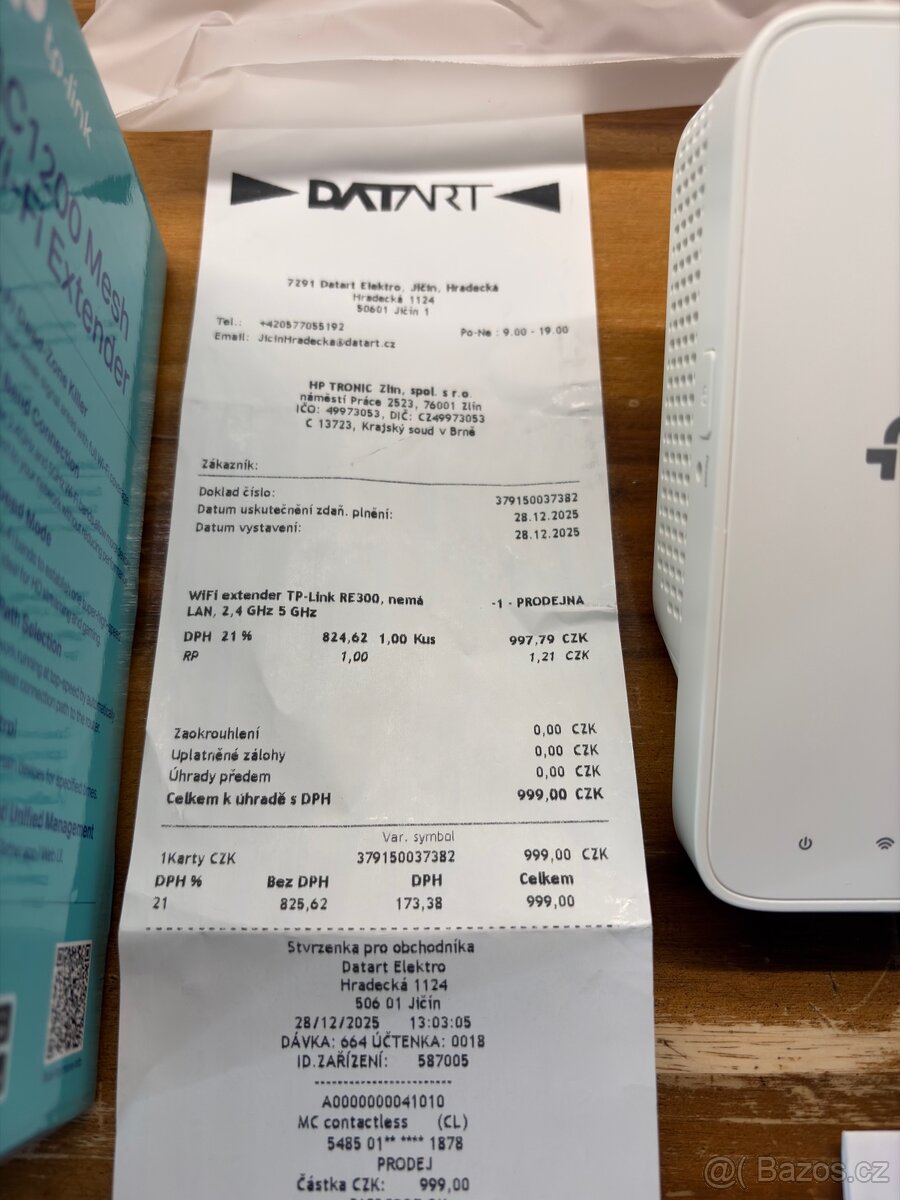 tp-link
AC1200 Mesh
Wi-Fi Extender
Band Connection
Path Selection
Unified Management
DATART
7291 Datart Elektro, Jičín, Hradecká
Hradecká 1124
50601 Jičín 1
Tel.: +420577055192
Po-Ne : 9.00 - 19.00
Email: JicinHradecka@datart.cz
HP TRONIC Zlín, spol. s r.o.
náměstí Práce 2523, 76001 Zlín
IČO: 49973053, DIČ: CZ49973053
C 13723, Krajský soud v Brně
Zákazník:
Doklad číslo: 379150037382
Datum uskutečnění zdaň. plnění: 28.12.2025
Datum vystavení: 28.12.2025
WiFi extender TP-Link RE300, nemá -1 - PRODEJNA
LAN, 2,4 GHz 5 GHz
DPH 21 % 824,62 1,00 Kus 997,79 CZK
RP 1,00 1,21 CZK
Zaokrouhlení 0,00 CZK
Uplatněné zálohy 0,00 CZK
Úhrady předem 0,00 CZK
Celkem k úhradě s DPH 999,00 CZK
Var. symbol
1Karty CZK 379150037382 999,00 CZK
DPH % Bez DPH DPH Celkem
21 825,62 173,38 999,00
Stvrzenka pro obchodníka
Datart Elektro
Hradecká 1124
506 01 Jičín
28/12/2025 13:03:05
DÁVKA: 664 ÚČTENKA: 0018
ID.ZAŘÍZENÍ: 587005
A0000000041010
MC contactless (CL)
5485 01** **** 1878
PRODEJ
Částka CZK: 999,00
@( Bazos.cz